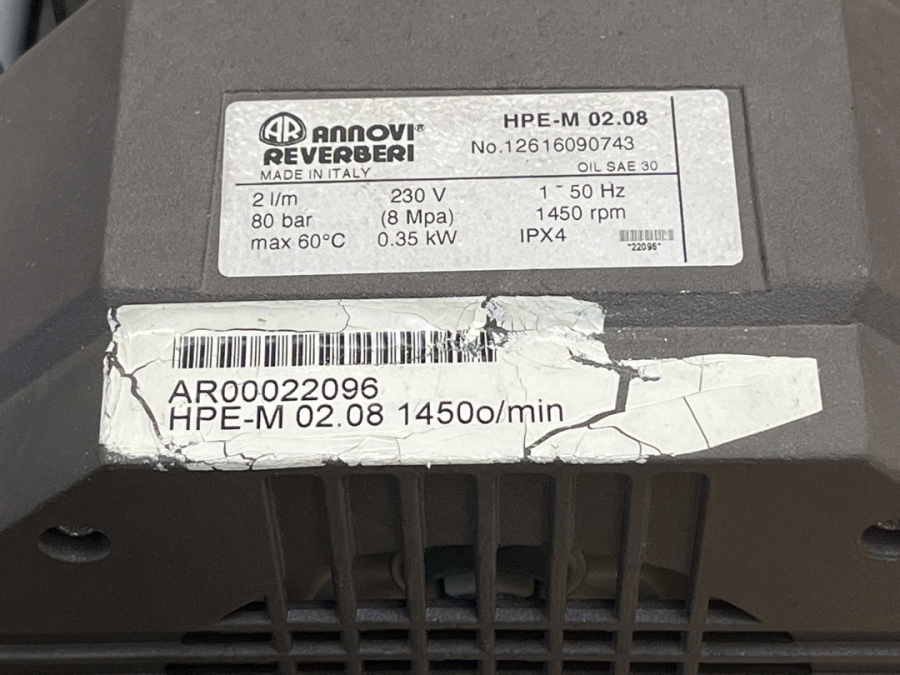 AR ANNOVI®
REVERBERI
MADE IN ITALY
HPE-M 02.08
No.12616090743
OIL SAE 30
2 l/m 230 V 1~50 Hz
80 bar (8 Mpa) 1450 rpm
max 60°C 0.35 kW IPX4
*22096*
AR00022096
HPE-M 02.08 1450o/min